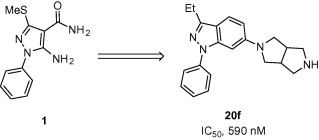 MeS O
NH2
N
N NH2
1
Et
N
N
N
NH
20f
IC50, 590 nM